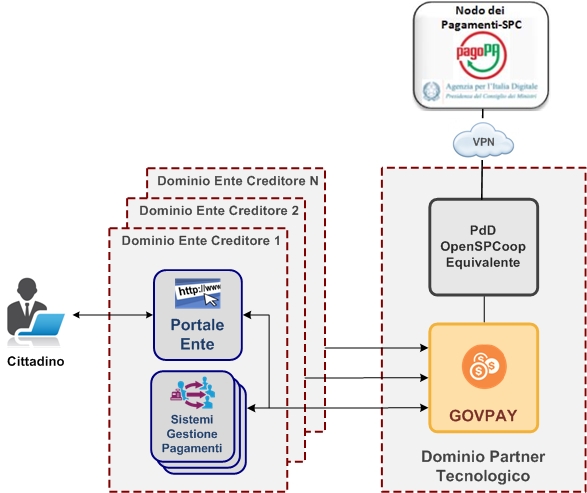 Nodo dei
Pagamenti-SPC
pagoPA
Agenzia per l'Italia Digitale
Presidenza del Consiglio dei Ministri
VPN
Dominio Ente Creditore N
Dominio Ente Creditore 2
Dominio Ente Creditore 1
PdD
OpenSPCoop
Equivalente
http://www
Portale
Ente
Cittadino
Sistemi
Gestione
Pagamenti
GOVPAY
Dominio Partner
Tecnologico